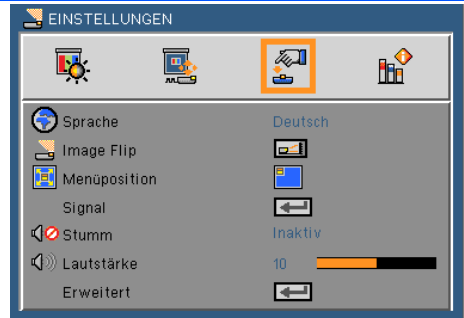 EINSTELLUNGEN
Sprache Deutsch
Image Flip
Menüposition
Signal
Stumm Inaktiv
Lautstärke 10
Erweitert